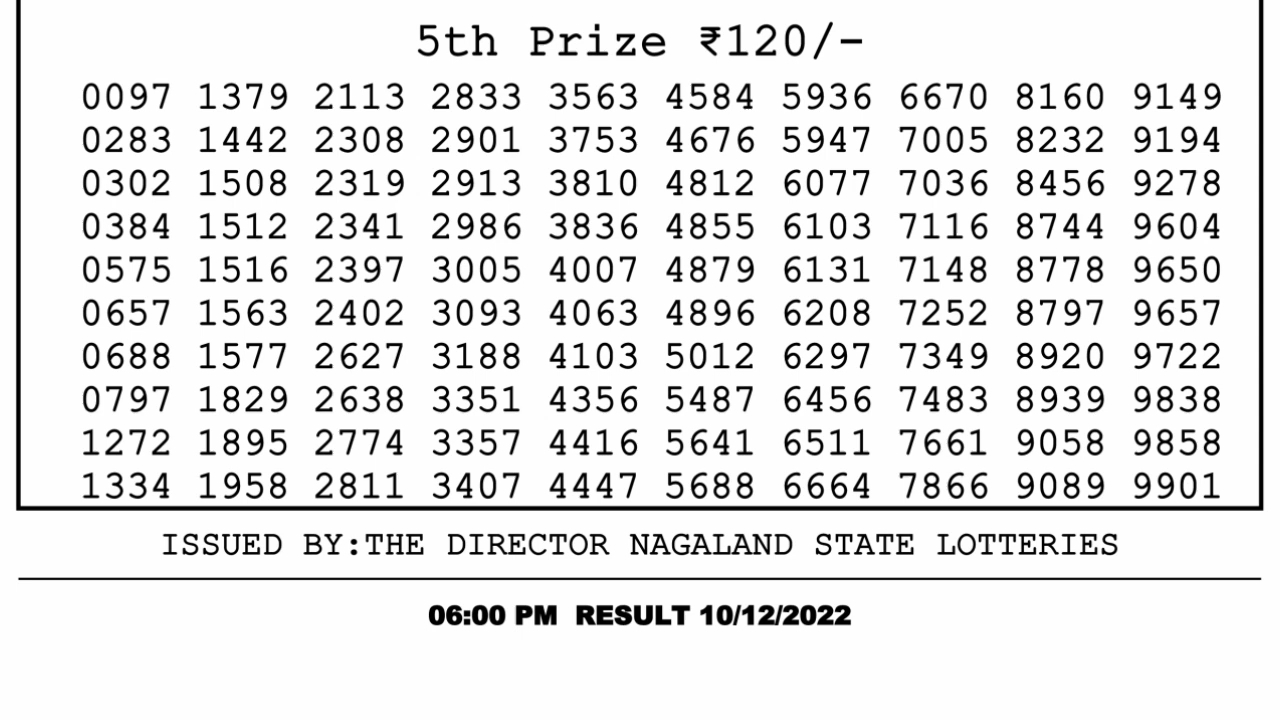 5th Prize ₹120/-
0097 1379 2113 2833 3563 4584 5936 6670 8160 9149
0283 1442 2308 2901 3753 4676 5947 7005 8232 9194
0302 1508 2319 2913 3810 4812 6077 7036 8456 9278
0384 1512 2341 2986 3836 4855 6103 7116 8744 9604
0575 1516 2397 3005 4007 4879 6131 7148 8778 9650
0657 1563 2402 3093 4063 4896 6208 7252 8797 9657
0688 1577 2627 3188 4103 5012 6297 7349 8920 9722
0797 1829 2638 3351 4356 5487 6456 7483 8939 9838
1272 1895 2774 3357 4416 5641 6511 7661 9058 9858
1334 1958 2811 3407 4447 5688 6664 7866 9089 9901
ISSUED BY:THE DIRECTOR NAGALAND STATE LOTTERIES
06:00 PM RESULT 10/12/2022